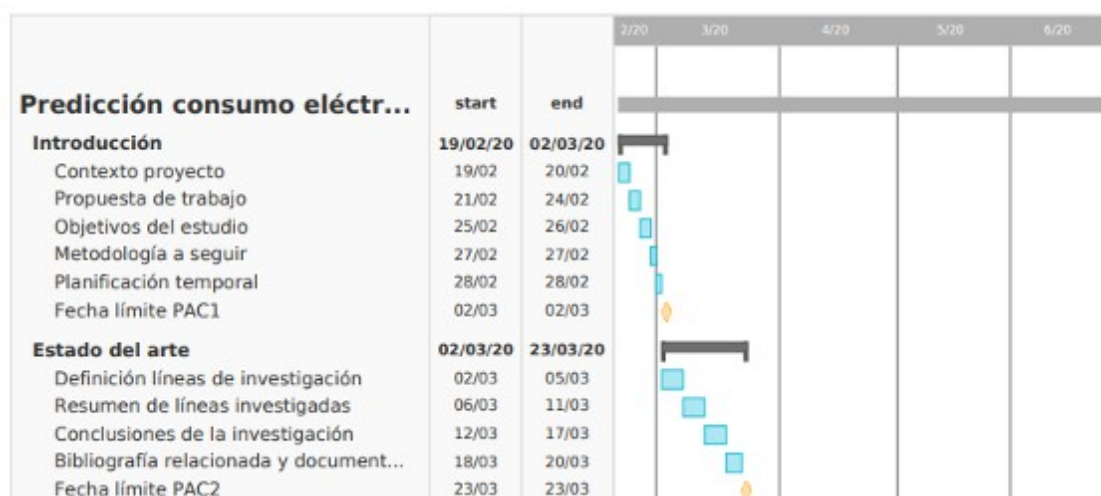 2/20 3/20 4/20 5/20 6/20
Predicción consumo eléctr... start end
Introducción 19/02/20 02/03/20
Contexto proyecto 19/02 20/02
Propuesta de trabajo 21/02 24/02
Objetivos del estudio 25/02 26/02
Metodología a seguir 27/02 27/02
Planificación temporal 28/02 28/02
Fecha límite PAC1 02/03 02/03
Estado del arte 02/03/20 23/03/20
Definición líneas de investigación 02/03 05/03
Resumen de líneas investigadas 06/03 11/03
Conclusiones de la investigación 12/03 17/03
Bibliografía relacionada y document... 18/03 20/03
Fecha límite PAC2 23/03 23/03